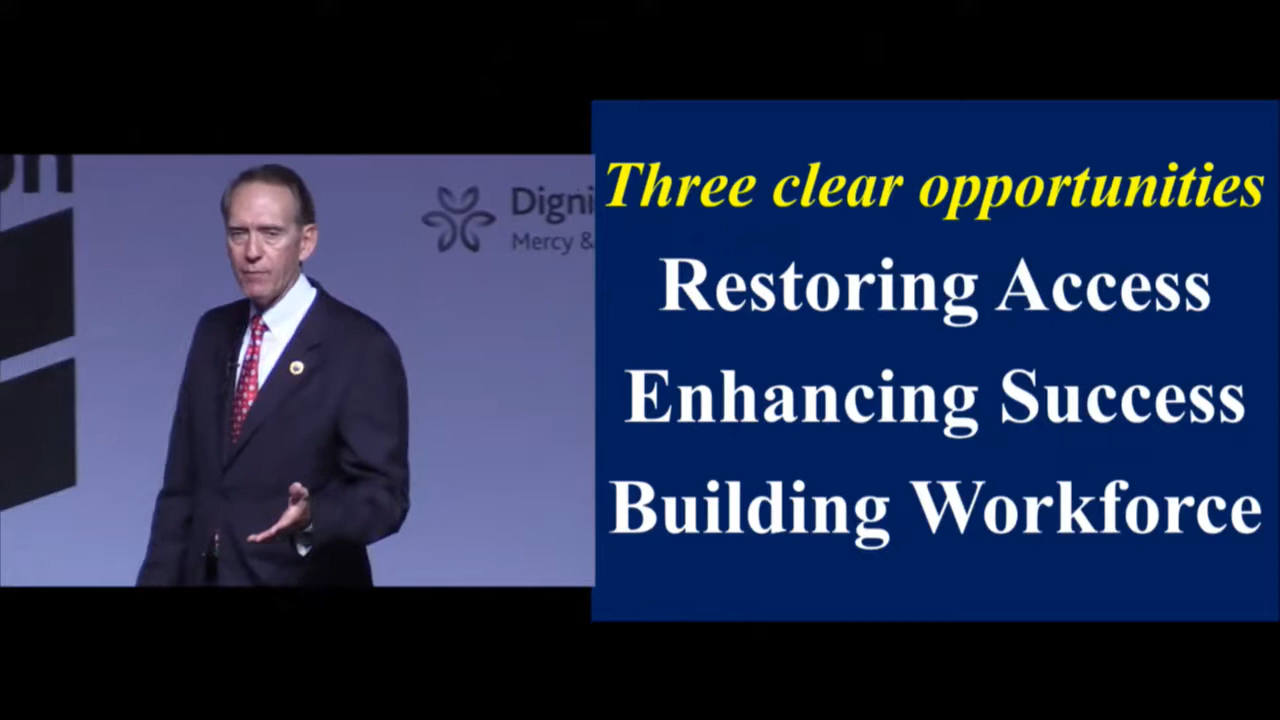 Digni
Mercy &
Three clear opportunities
Restoring Access
Enhancing Success
Building Workforce